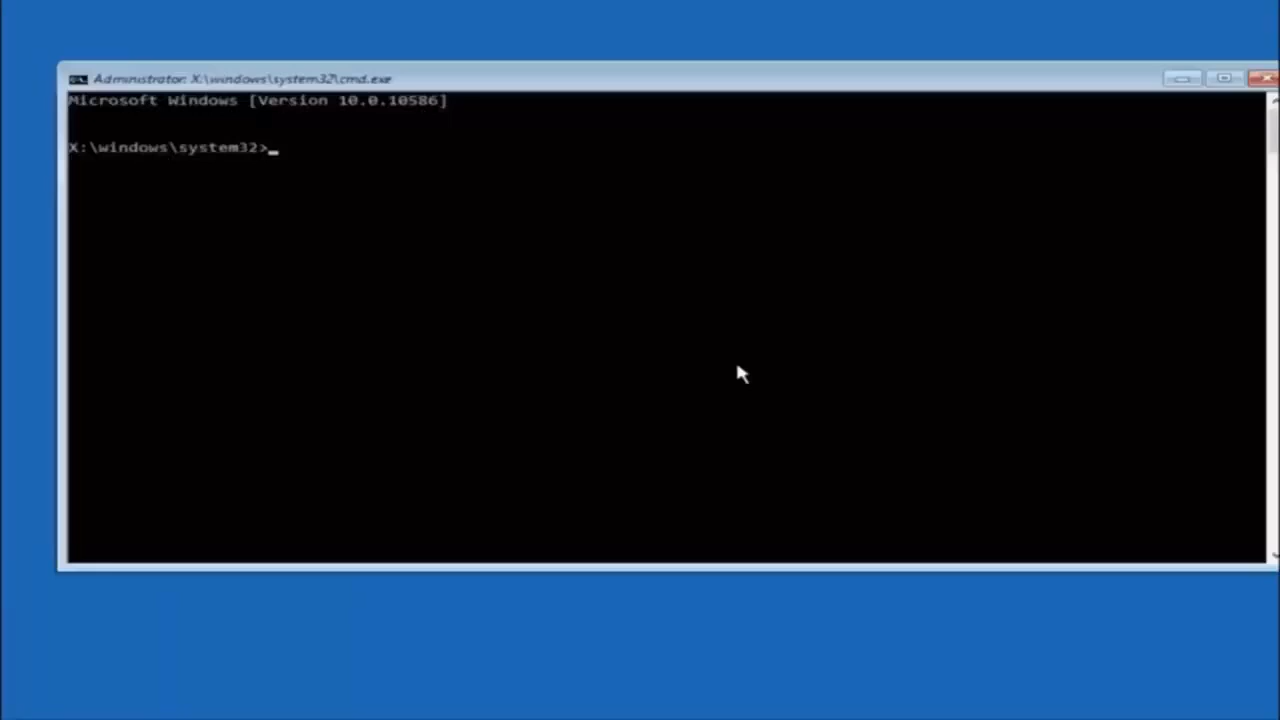 Administrator: X:\windows\system32\cmd.exe
Microsoft Windows [Version 10.0.10586]
X:\windows\system32>